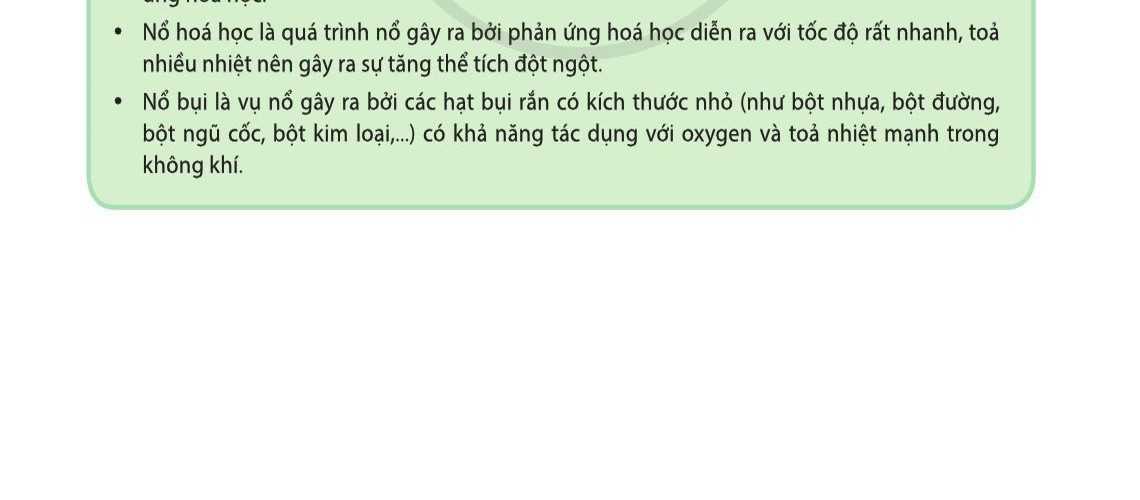 • Nổ hoá học là quá trình nổ gây ra bởi phản ứng hoá học diễn ra với tốc độ rất nhanh, toả
nhiều nhiệt nên gây ra sự tăng thể tích đột ngột.
• Nổ bụi là vụ nổ gây ra bởi các hạt bụi rắn có kích thước nhỏ (như bột nhựa, bột đường,
bột ngũ cốc, bột kim loại,...) có khả năng tác dụng với oxygen và toả nhiệt mạnh trong
không khí.